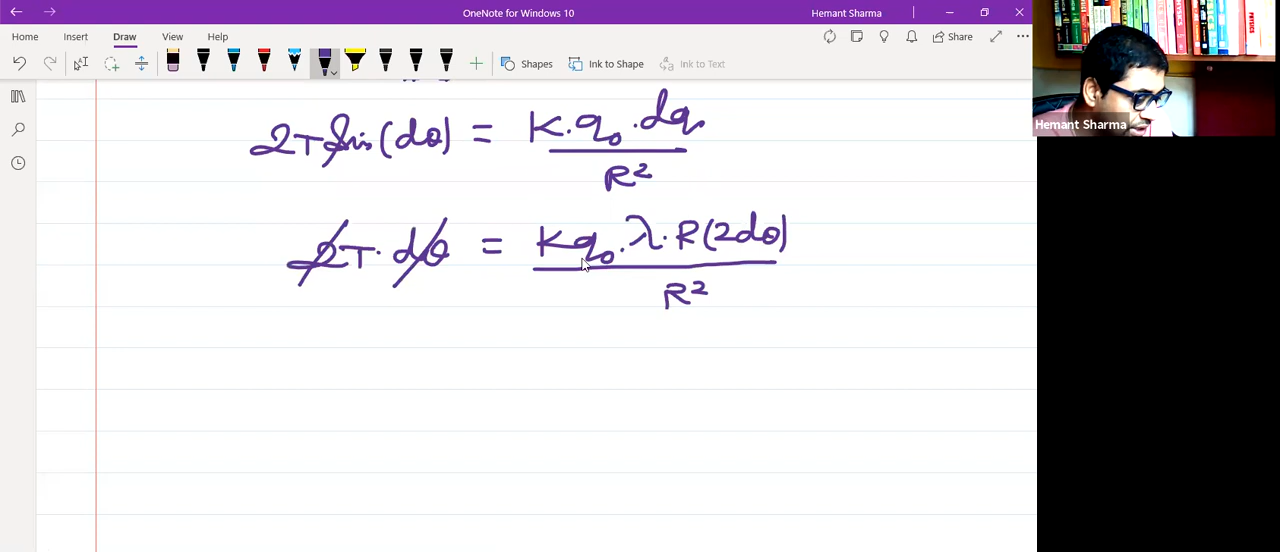 OneNote for Windows 10
Hemant Sharma
Home Insert Draw View Help
Share
Shapes Ink to Shape Ink to Text
2T Sin(dθ) = K.q₀.dq / R²
2T.dθ = Kq₀.λ.R(2dθ) / R²
Hemant Sharma
PHYSICS